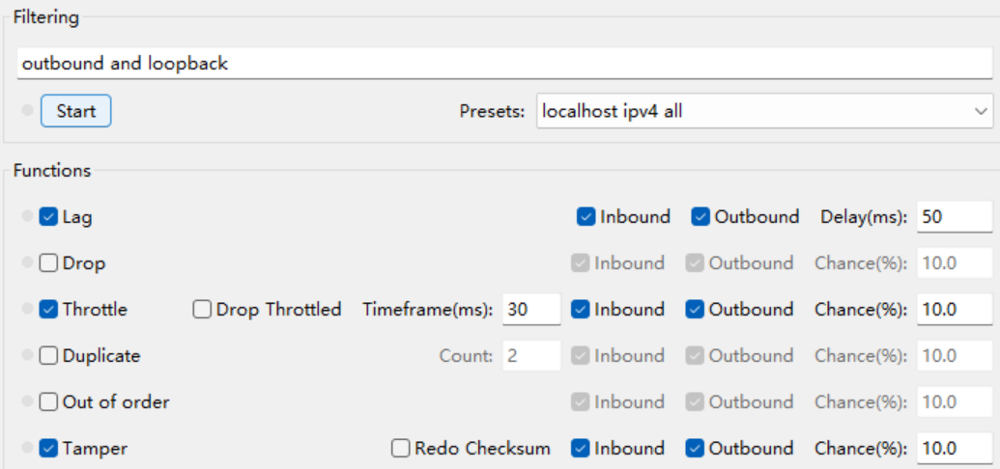 Filtering
outbound and loopback
Start Presets: localhost ipv4 all
Functions
Lag Inbound Outbound Delay(ms): 50
Drop Inbound Outbound Chance(%): 10.0
Throttle Drop Throttled Timeframe(ms): 30 Inbound Outbound Chance(%): 10.0
Duplicate Count: 2 Inbound Outbound Chance(%): 10.0
Out of order Inbound Outbound Chance(%): 10.0
Tamper Redo Checksum Inbound Outbound Chance(%): 10.0